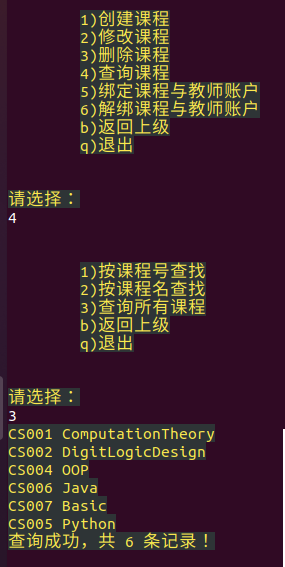 1)创建课程
2)修改课程
3)删除课程
4)查询课程
5)绑定课程与教师账户
6)解绑课程与教师账户
b)返回上级
q)退出
请选择：
4
1)按课程号查找
2)按课程名查找
3)查询所有课程
b)返回上级
q)退出
请选择：
3
CS001 ComputationTheory
CS002 DigitLogicDesign
CS004 OOP
CS006 Java
CS007 Basic
CS005 Python
查询成功，共 6 条记录！